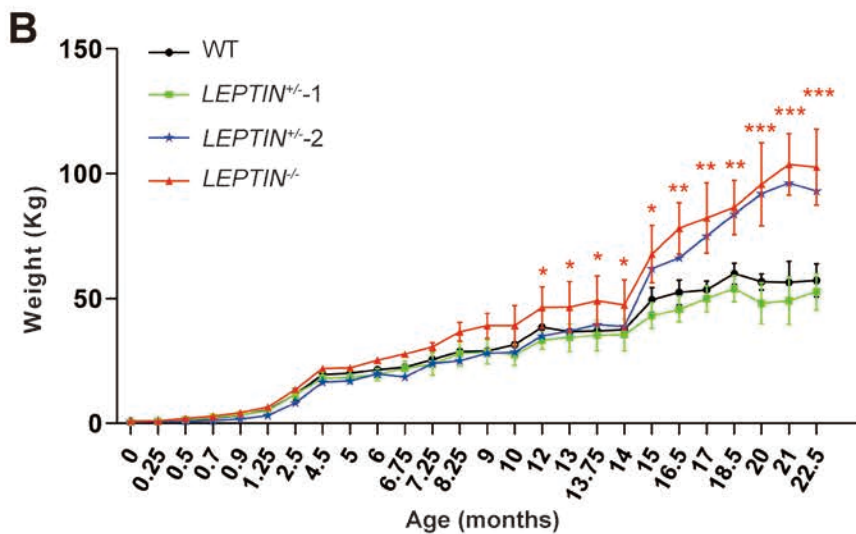 B
150
100
50
0
Weight (Kg)
WT
LEPTIN+/--1
LEPTIN+/--2
LEPTIN-/-
* * * * * ** ** ** *** *** ***
0 0.25 0.5 0.7 0.9 1.25 2.5 4.5 5 6 6.75 7.25 8.25 9 10 12 13 13.75 14 15 16.5 17 18.5 20 21 22.5
Age (months)